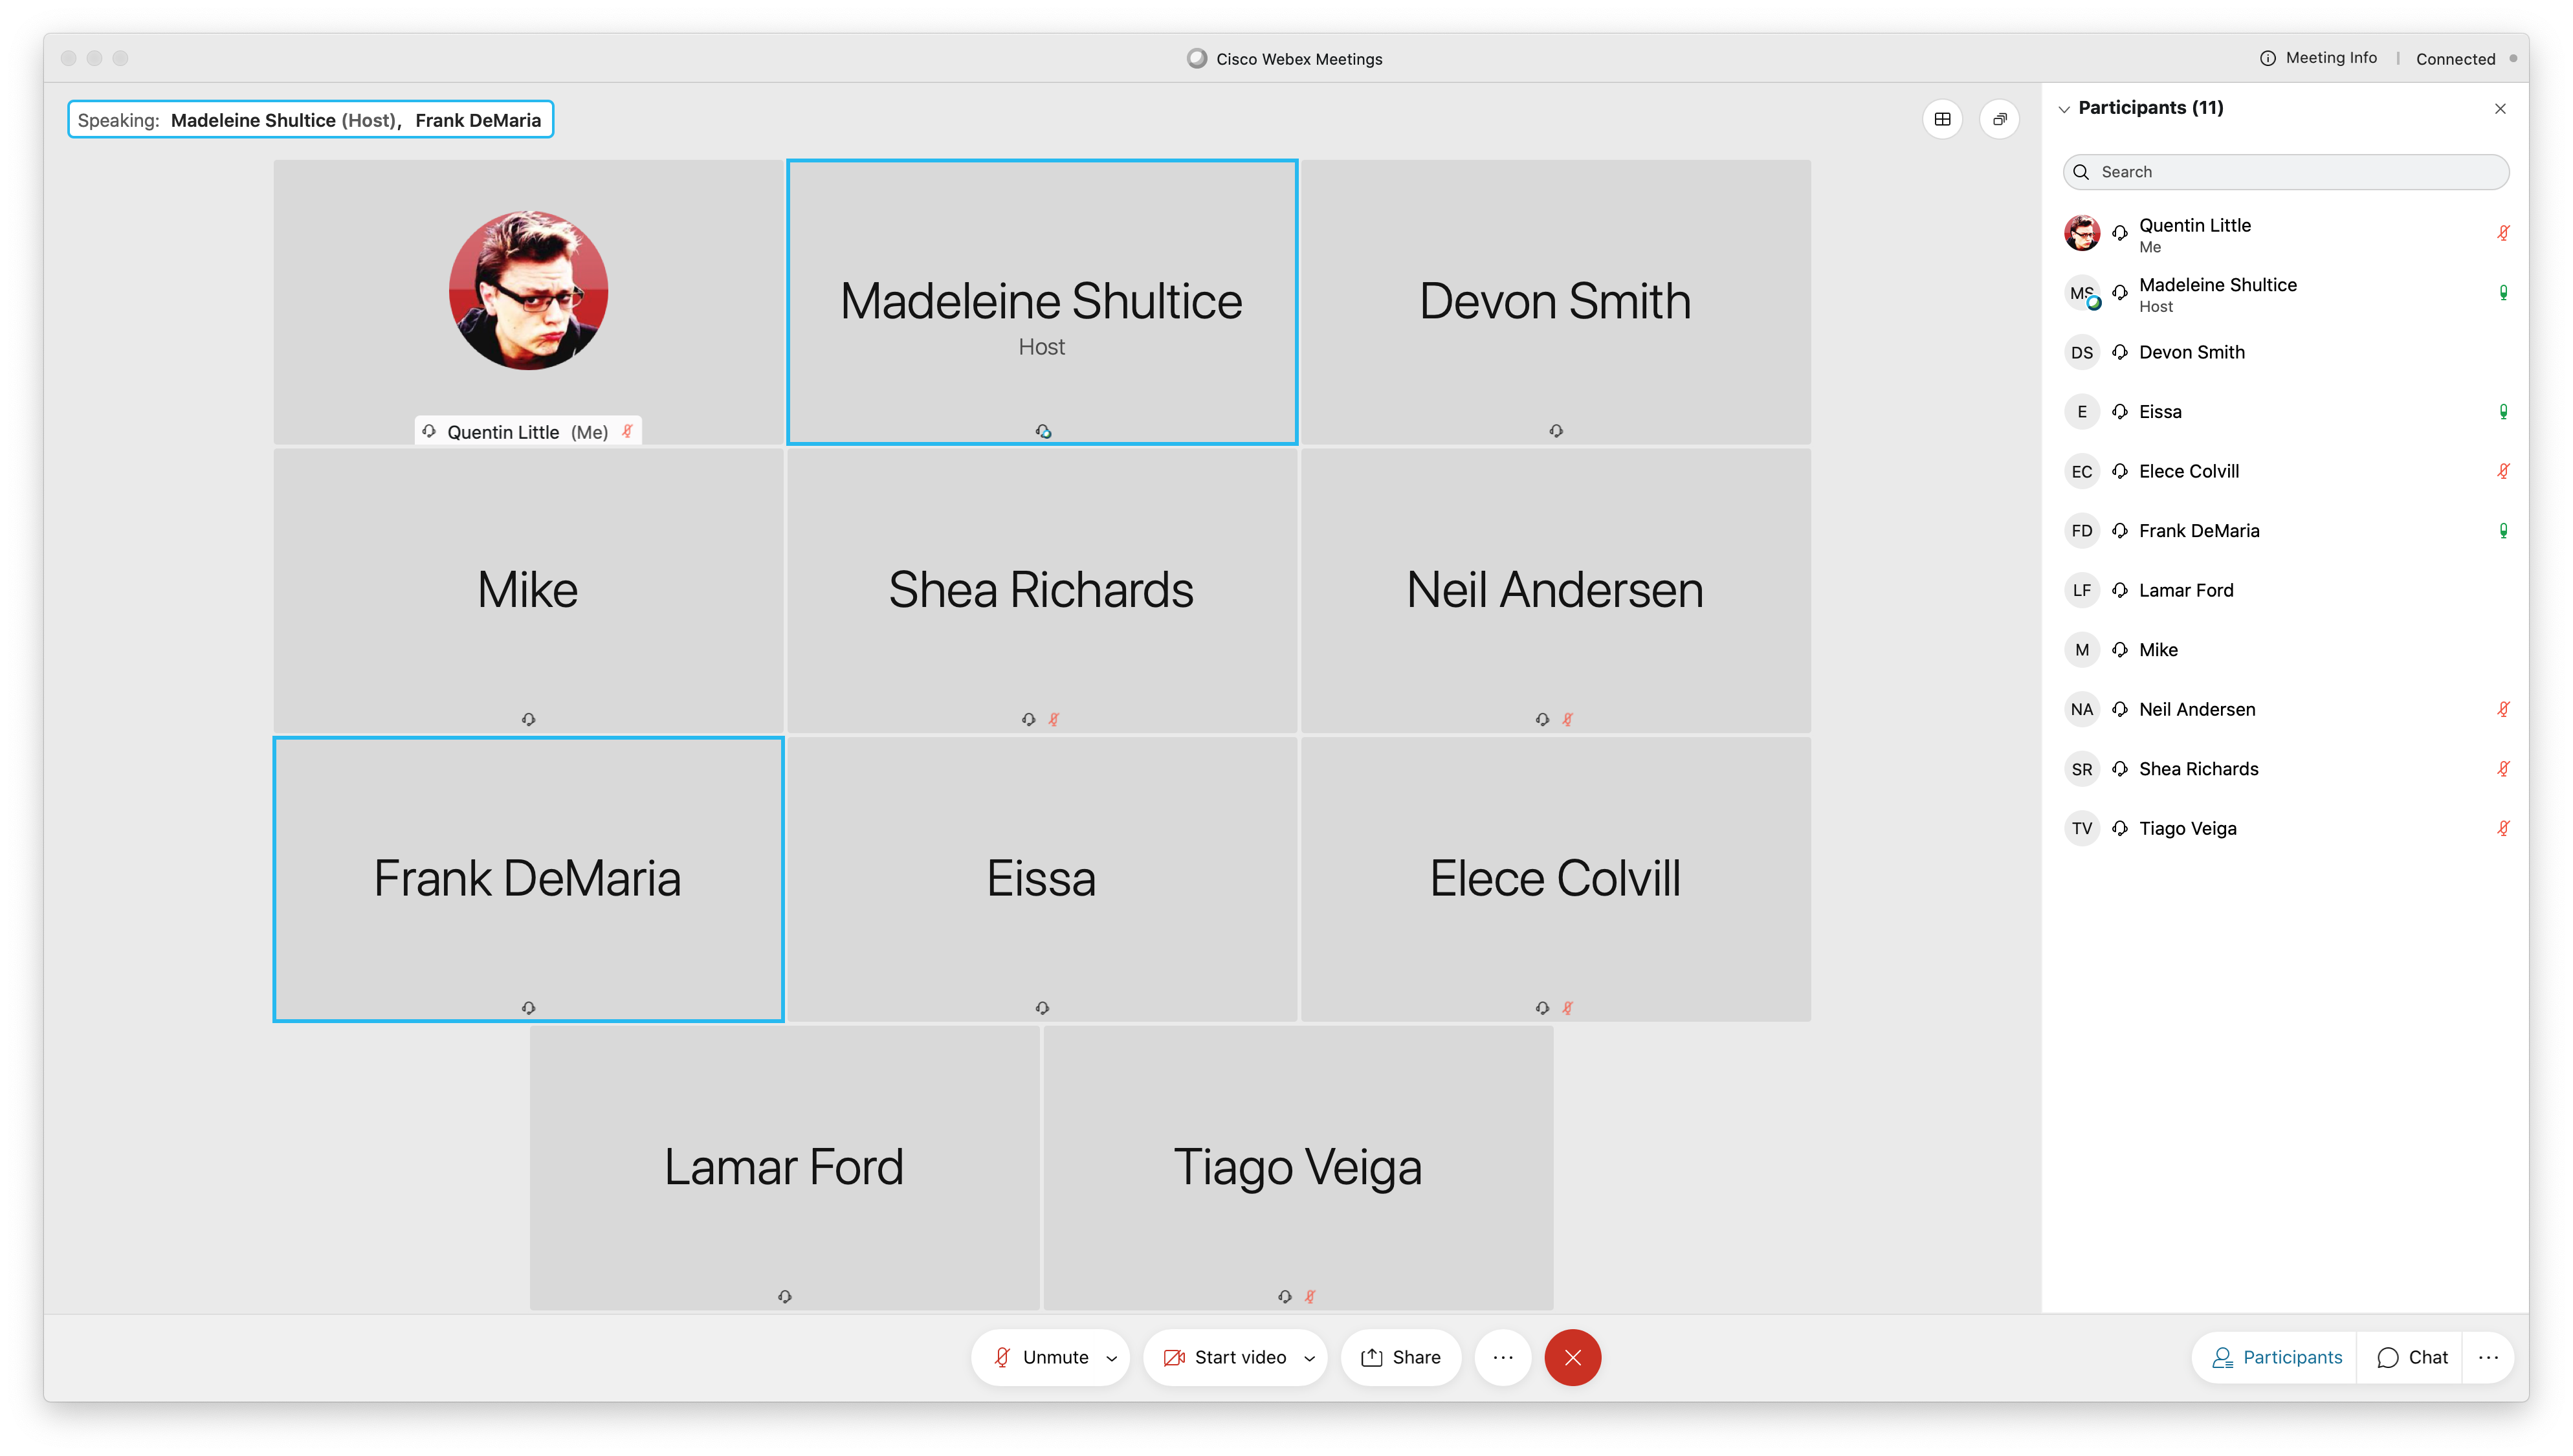 Cisco Webex Meetings
Meeting Info | Connected
Speaking: Madeleine Shultice (Host), Frank DeMaria
Quentin Little (Me)
Madeleine Shultice
Host
Devon Smith
Mike
Shea Richards
Neil Andersen
Frank DeMaria
Eissa
Elece Colvill
Lamar Ford
Tiago Veiga
Participants (11)
Search
Quentin Little
Me
MS Madeleine Shultice
Host
DS Devon Smith
E Eissa
EC Elece Colvill
FD Frank DeMaria
LF Lamar Ford
M Mike
NA Neil Andersen
SR Shea Richards
TV Tiago Veiga
Unmute Start video Share ...
Participants Chat ...